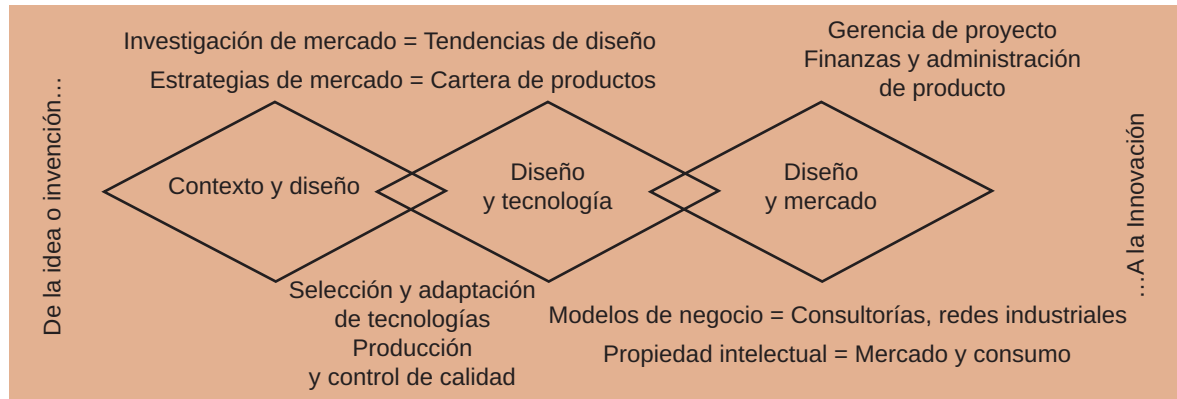 De la idea o invención…
Investigación de mercado = Tendencias de diseño
Estrategias de mercado = Cartera de productos
Gerencia de proyecto
Finanzas y administración
de producto
Contexto y diseño
Diseño
y tecnología
Diseño
y mercado
Selección y adaptación
de tecnologías
Producción
y control de calidad
Modelos de negocio = Consultorías, redes industriales
Propiedad intelectual = Mercado y consumo
…A la Innovación